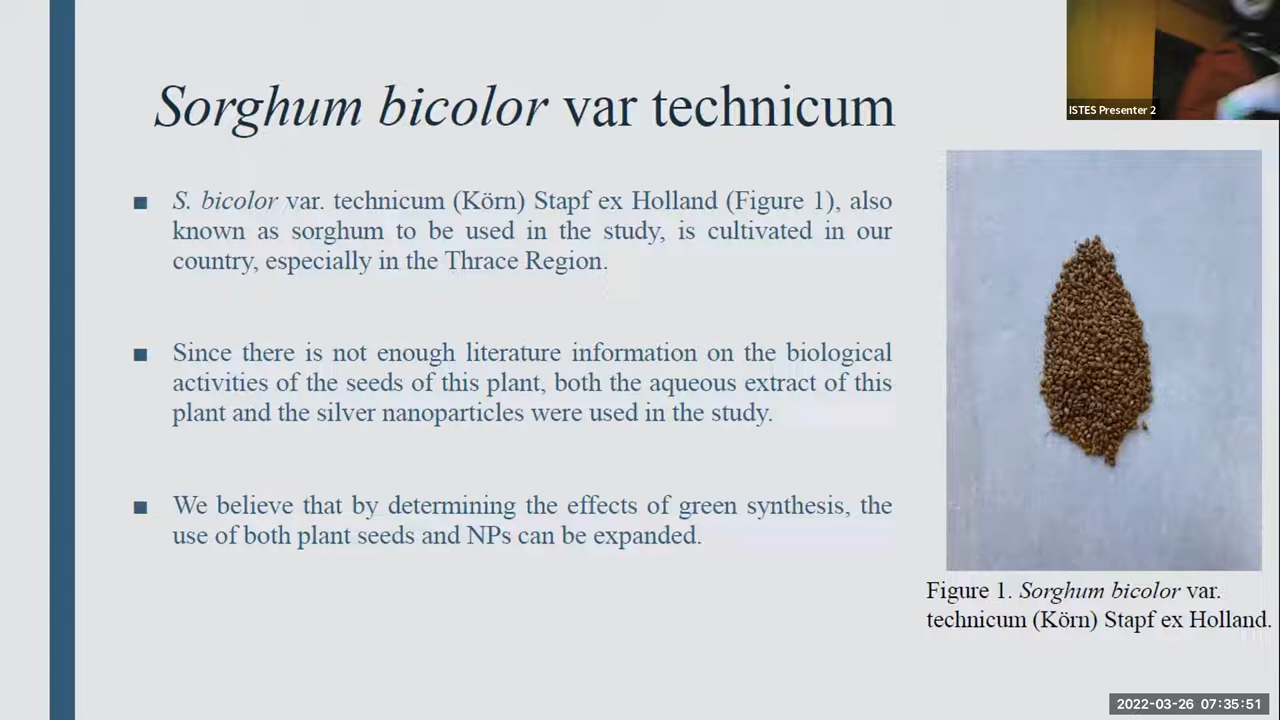 Sorghum bicolor var technicum
ISTES Presenter 2
■ S. bicolor var. technicum (Körn) Stapf ex Holland (Figure 1), also
known as sorghum to be used in the study, is cultivated in our
country, especially in the Thrace Region.
■ Since there is not enough literature information on the biological
activities of the seeds of this plant, both the aqueous extract of this
plant and the silver nanoparticles were used in the study.
■ We believe that by determining the effects of green synthesis, the
use of both plant seeds and NPs can be expanded.
Figure 1. Sorghum bicolor var.
technicum (Körn) Stapf ex Holland.
2022-03-26 07:35:51